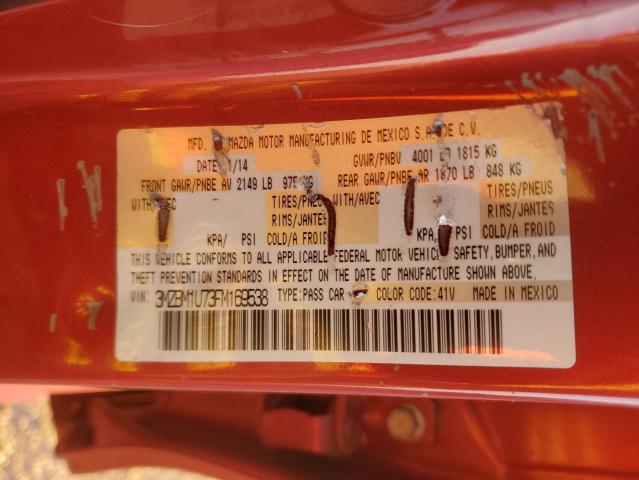 MFD. MAZDA MOTOR MANUFACTURING DE MEXICO S.A. DE C.V.
DATE /14 GVWR/PNBV 4001 LB 1815 KG
FRONT GAWR/PNBE AV 2149 LB REAR GAWR/PNBE AR 1870 LB 848 KG
WITH/AVEC TIRES/PNEUS WITH/AVEC TIRES/PNEUS
RIMS/JANTES RIMS/JANTES
KPA/ PSI COLD/A FROID KPA/ PSI COLD/A FROID
THIS VEHICLE CONFORMS TO ALL APPLICABLE FEDERAL MOTOR VEHICLE SAFETY, BUMPER, AND
THEFT PREVENTION STANDARDS IN EFFECT ON THE DATE OF MANUFACTURE SHOWN ABOVE.
VIN: 3MZBM1U73FM169538 TYPE: PASS CAR COLOR CODE: 41V MADE IN MEXICO